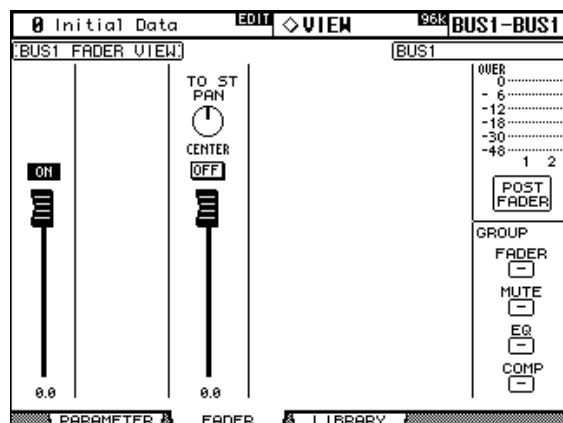 0 Initial Data EDIT ◇VIEW 96k BUS1-BUS1
BUS1 FADER VIEW
BUS1
TO ST
PAN
CENTER
ON
OFF
0.0
0.0
OVER
0
-6
-12
-18
-30
-48
1 2
POST
FADER
GROUP
FADER
-
MUTE
-
EQ
-
COMP
-
PARAMETER FADER LIBRARY